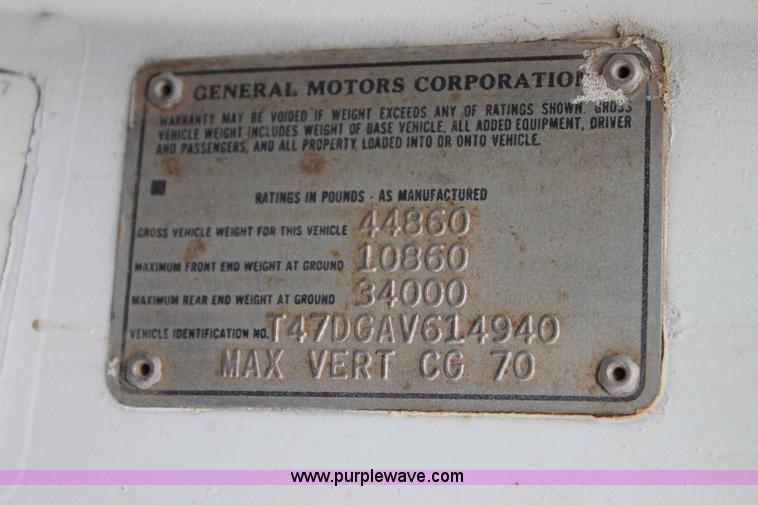 7
GENERAL MOTORS CORPORATION
WARRANTY MAY BE VOIDED IF WEIGHT EXCEEDS ANY OF RATINGS SHOWN. GROSS
VEHICLE WEIGHT INCLUDES WEIGHT OF BASE VEHICLE, ALL ADDED EQUIPMENT, DRIVER
AND PASSENGERS, AND ALL PROPERTY LOADED INTO OR ONTO VEHICLE.
RATINGS IN POUNDS - AS MANUFACTURED
GROSS VEHICLE WEIGHT FOR THIS VEHICLE 44860
MAXIMUM FRONT END WEIGHT AT GROUND 10860
MAXIMUM REAR END WEIGHT AT GROUND 34000
VEHICLE IDENTIFICATION NO. T47DGAV614940
MAX VERT CG 70
www.purplewave.com